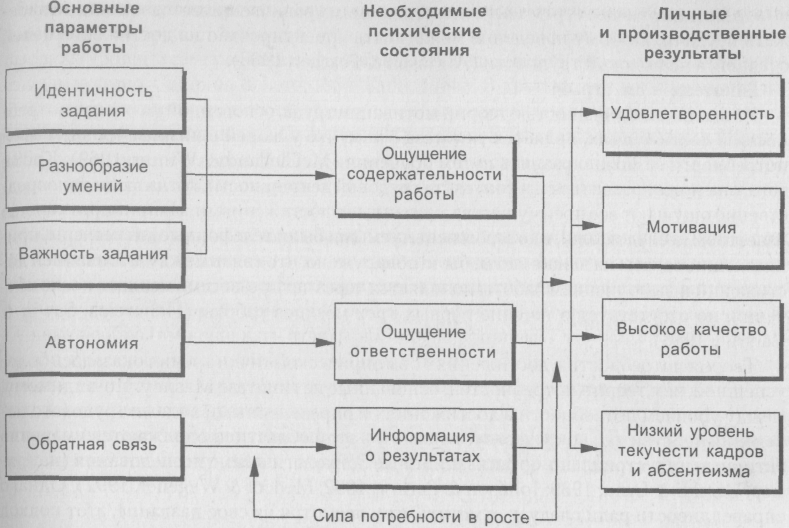 Основные
параметры
работы
Необходимые
психические
состояния
Личные
и производственные
результаты
Идентичность
задания
Разнообразие
умений
Важность задания
Автономия
Обратная связь
Ощущение
содержательности
работы
Ощущение
ответственности
Информация
о результатах
Удовлетворенность
Мотивация
Высокое качество
работы
Низкий уровень
текучести кадров
и абсентеизма
Сила потребности в росте